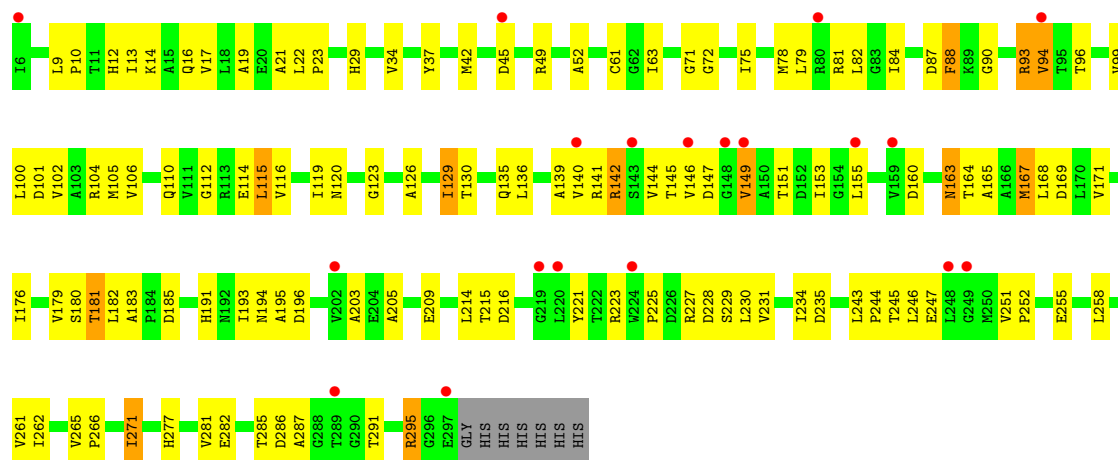 I6 L9 P10 T11 H12 I13 K14 A15 Q16 V17 L18 A19 E20 A21 L22 P23 H29 V34 Y37 M42 D45 R49 A52 C61 G62 I63 G71 G72 I75 M78 L79 R80 R81 L82 G83 I84 D87 F88 K89 G90 R93 V94 T95 T96 V99
L100 D101 V102 A103 R104 M105 V106 Q110 V111 G112 R113 E114 L115 V116 I119 N120 G123 A126 I129 T130 Q135 L136 A139 V140 R141 R142 S143 V144 T145 V146 D147 G148 V149 A150 T151 D152 I153 G154 L155 V159 D160 N163 T164 A165 A166 M167 L168 D169 L170 V171
I176 V179 S180 T181 L182 A183 P184 D185 H191 N192 I193 N194 A195 D196 V202 A203 E204 A205 E209 L214 T215 D216 G219 L220 Y221 T222 R223 W224 P225 D226 R227 D228 S229 L230 V231 I234 D235 L243 P244 T245 L246 E247 L248 G249 M250 V251 P252 E255 L258
V261 I262 V265 P266 I271 H277 V281 E282 T285 D286 A287 G288 T289 G290 T291 R295 G296 E297 GLY HIS HIS HIS HIS HIS HIS